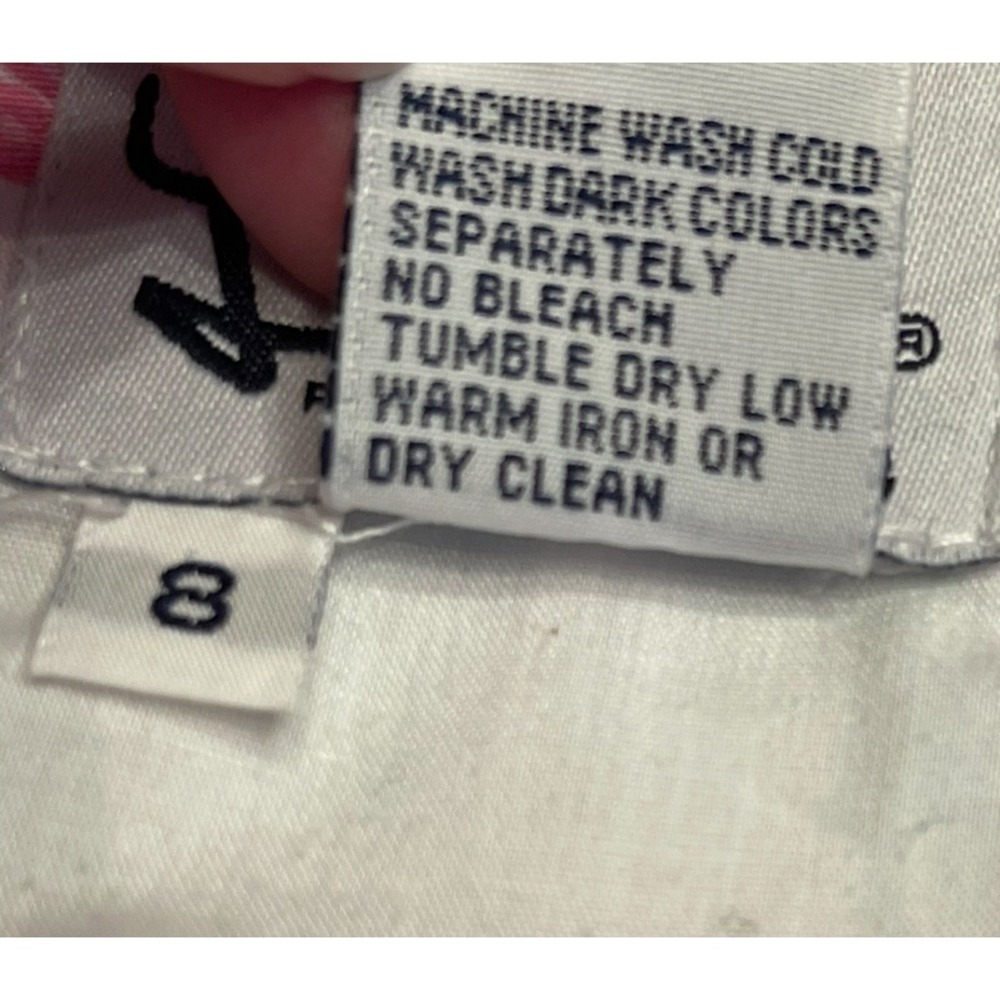 MACHINE WASH COLD
WASH DARK COLORS
SEPARATELY
NO BLEACH
TUMBLE DRY LOW
WARM IRON OR
DRY CLEAN
®
8